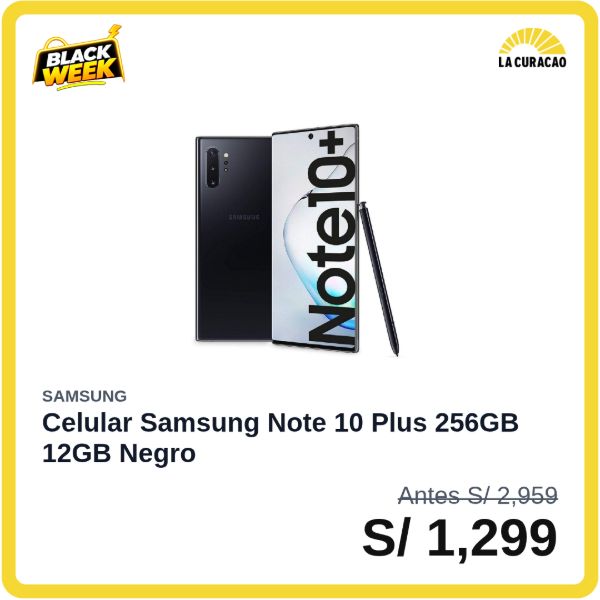 BLACK
WEEK
LA CURACAO
SAMSUNG
Note10+
SAMSUNG
Celular Samsung Note 10 Plus 256GB
12GB Negro
Antes S/ 2,959
S/ 1,299